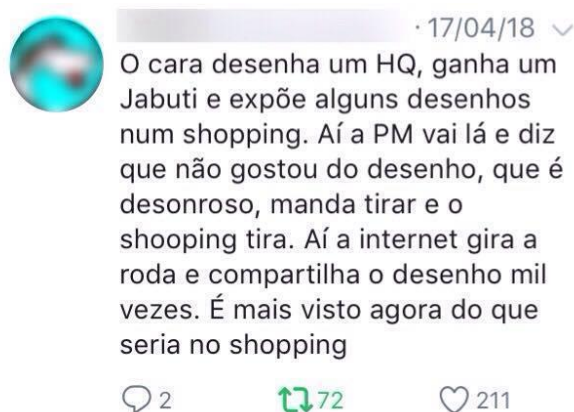 · 17/04/18
O cara desenha um HQ, ganha um
Jabuti e expõe alguns desenhos
num shopping. Aí a PM vai lá e diz
que não gostou do desenho, que é
desonroso, manda tirar e o
shooping tira. Aí a internet gira a
roda e compartilha o desenho mil
vezes. É mais visto agora do que
seria no shopping
2 72 211